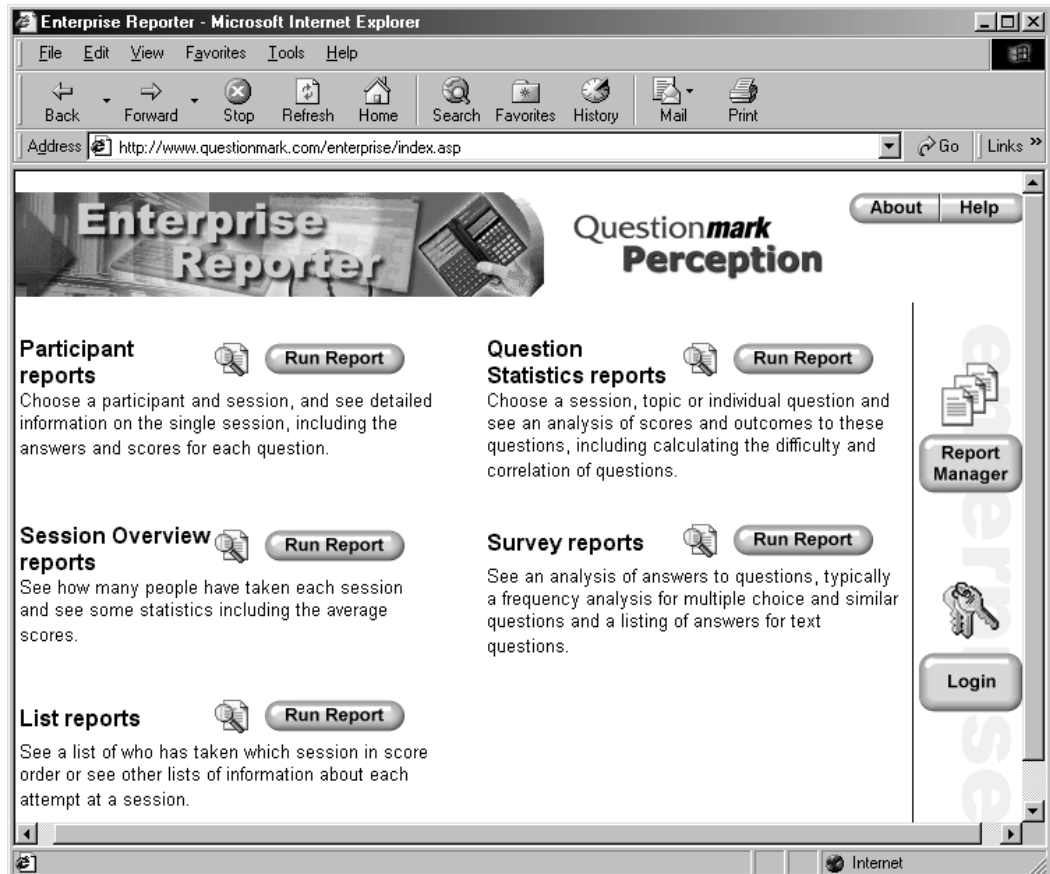 Enterprise Reporter - Microsoft Internet Explorer
File Edit View Favorites Tools Help
Back Forward Stop Refresh Home Search Favorites History Mail Print
Address http://www.questionmark.com/enterprise/index.asp Go Links »
Enterprise
Reporter
Questionmark
Perception
About Help
Participant
reports
Run Report
Choose a participant and session, and see detailed
information on the single session, including the
answers and scores for each question.
Question
Statistics reports
Run Report
Choose a session, topic or individual question and
see an analysis of scores and outcomes to these
questions, including calculating the difficulty and
correlation of questions.
Session Overview
reports
Run Report
See how many people have taken each session
and see some statistics including the average
scores.
Survey reports
Run Report
See an analysis of answers to questions, typically
a frequency analysis for multiple choice and similar
questions and a listing of answers for text
questions.
List reports
Run Report
See a list of who has taken which session in score
order or see other lists of information about each
attempt at a session.
enterprise
Report
Manager
Login
Internet